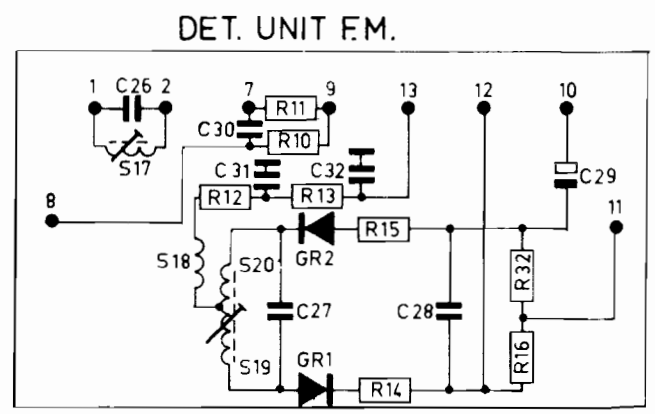 DET. UNIT F.M.
1 C26 2 7 R11 9 13 12 10
C30 R10
S17 C31 C32 C29
8 R12 R13 11
R15
S18 S20 GR2 R32
C27 C28
S19 GR1 R16
R14